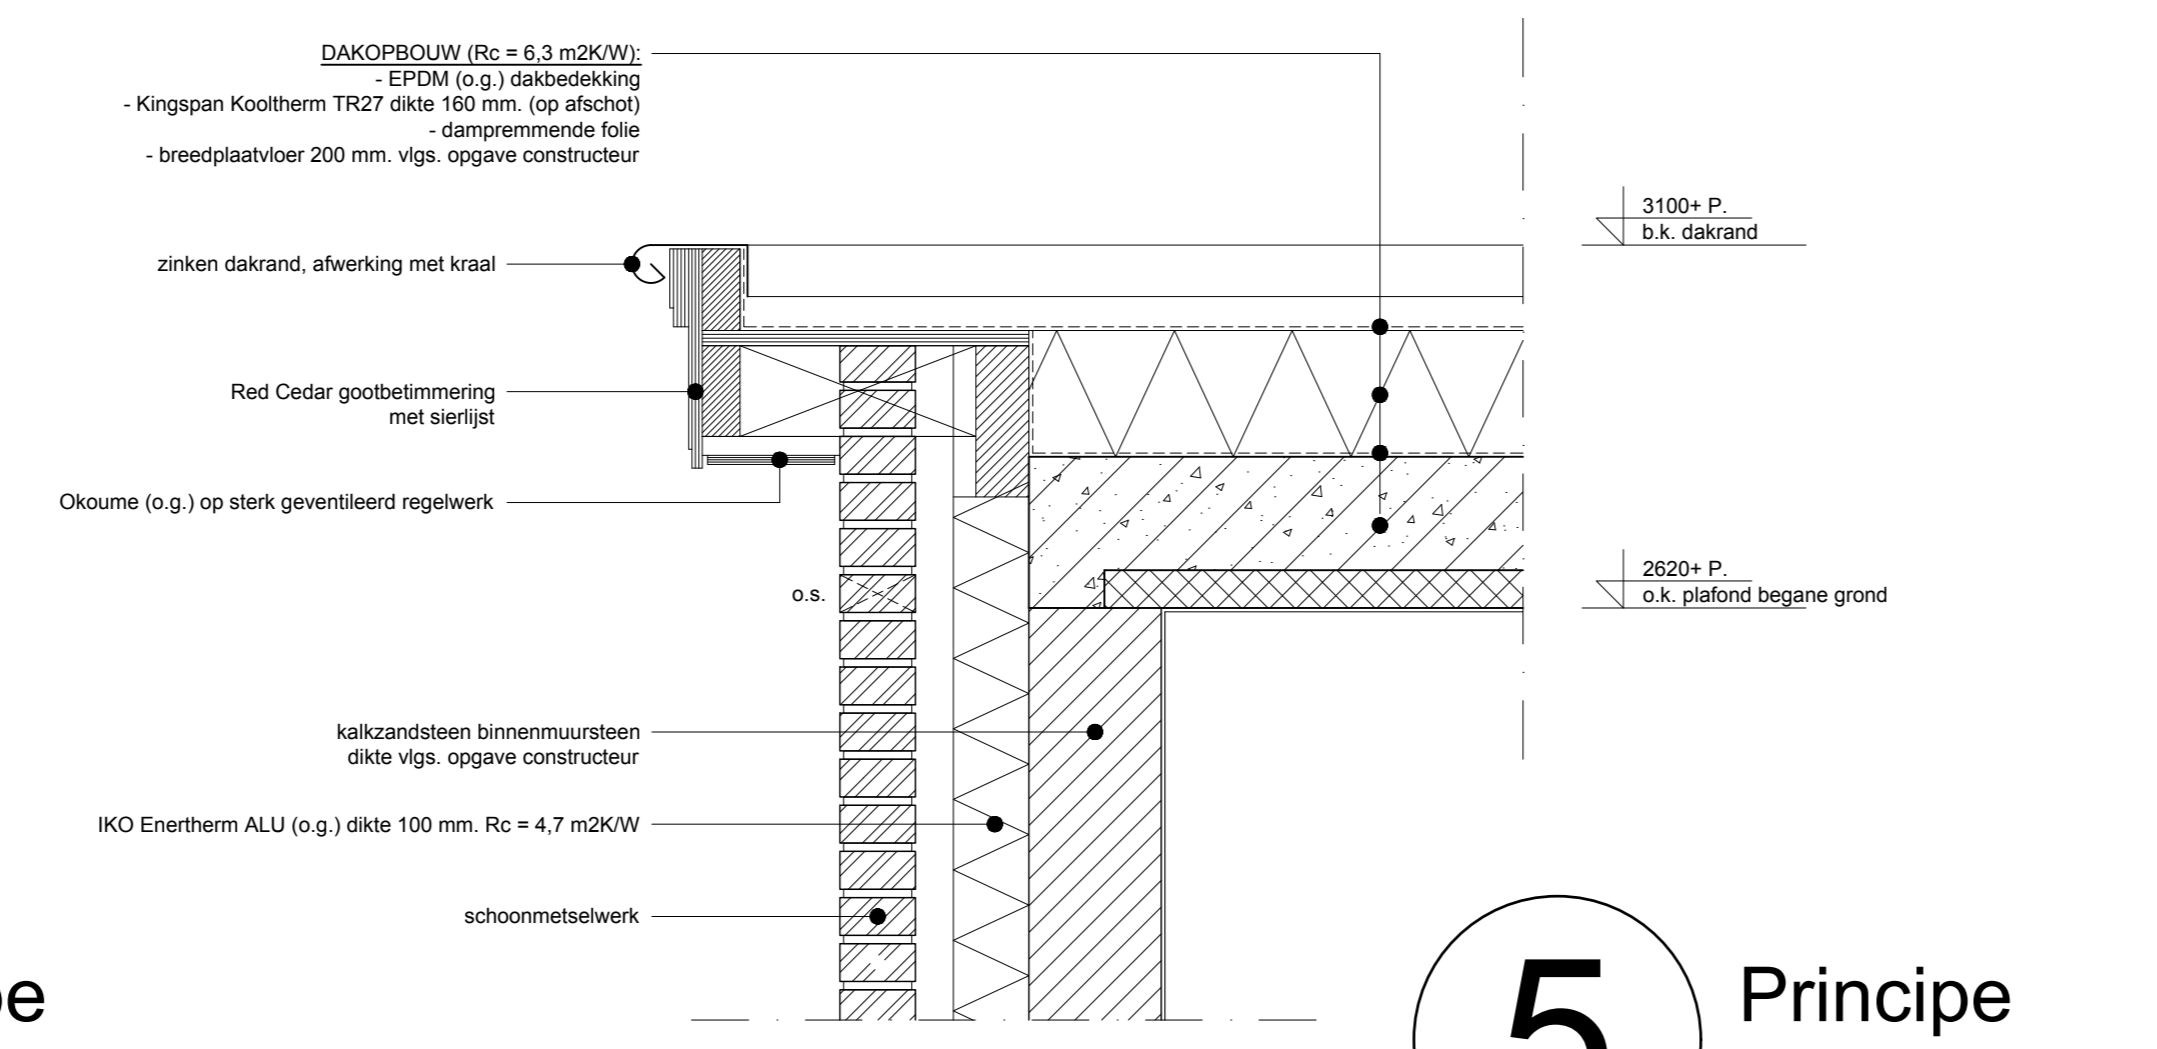 DAKOPBOUW (Rc = 6,3 m2K/W):
- EPDM (o.g.) dakbedekking
- Kingspan Kooltherm TR27 dikte 160 mm. (op afschot)
- dampremmende folie
- breedplaatvloer 200 mm. vlgs. opgave constructeur
3100+ P.
b.k. dakrand
zinken dakrand, afwerking met kraal
Red Cedar gootbetimmering
met sierlijst
Okoume (o.g.) op sterk geventileerd regelwerk
2620+ P.
o.k. plafond begane grond
o.s.
kalkzandsteen binnenmuursteen
dikte vlgs. opgave constructeur
IKO Enertherm ALU (o.g.) dikte 100 mm. Rc = 4,7 m2K/W
schoonmetselwerk
5
Principe